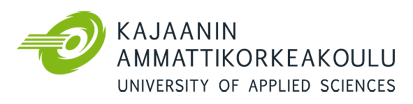 KAJAANIN
AMMATTIKORKEAKOULU
UNIVERSITY OF APPLIED SCIENCES